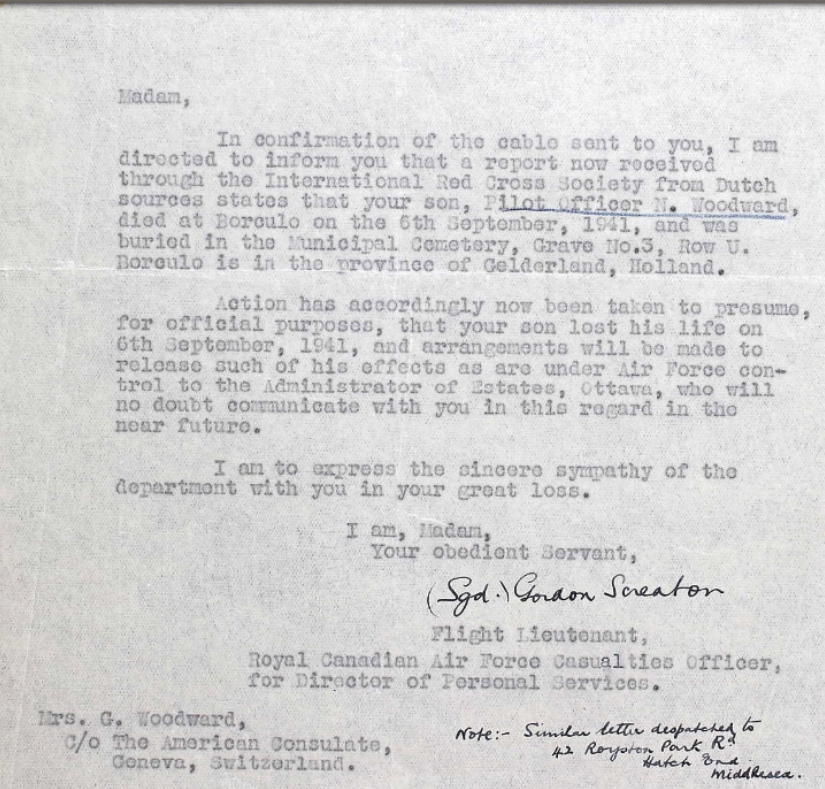 Madam,
In confirmation of the cable sent to you, I am
directed to inform you that a report now received
through the International Red Cross Society from Dutch
sources states that your son, Pilot Officer N. Woodward,
died at Borculo on the 6th September, 1941, and was
buried in the Municipal Cemetery, Grave No.3, Row U.
Borculo is in the province of Gelderland, Holland.
Action has accordingly now been taken to presume,
for official purposes, that your son lost his life on
6th September, 1941, and arrangements will be made to
release such of his effects as are under Air Force con-
trol to the Administrator of Estates, Ottawa, who will
no doubt communicate with you in this regard in the
near future.
I am to express the sincere sympathy of the
department with you in your great loss.
I am, Madam,
Your obedient Servant,
(Sgd.) Gordon Screaton
Flight Lieutenant,
Royal Canadian Air Force Casualties Officer,
for Director of Personal Services.
Mrs. G. Woodward,
C/o The American Consulate,
Geneva, Switzerland.
Note:- Similar letter despatched to
42 Royston Park Rd
Hatch End
Middlesex.